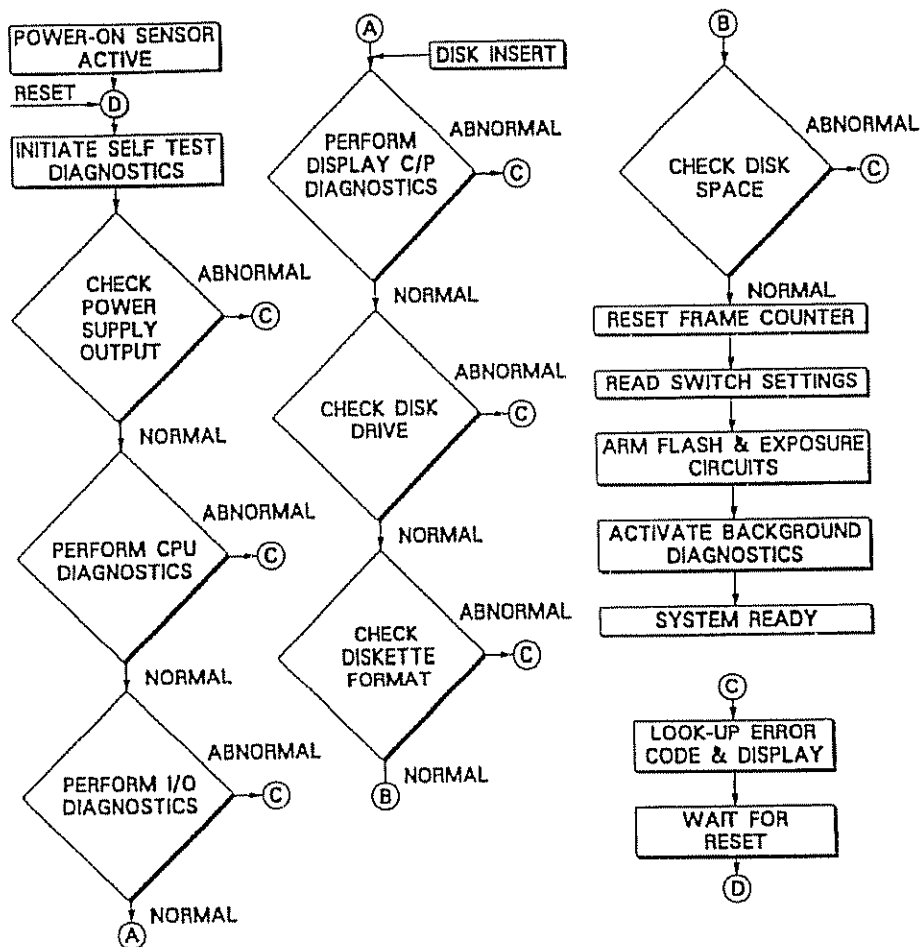 POWER-ON SENSOR
ACTIVE
RESET
D
INITIATE SELF TEST
DIAGNOSTICS
CHECK
POWER
SUPPLY
OUTPUT
ABNORMAL
C
NORMAL
PERFORM CPU
DIAGNOSTICS
ABNORMAL
C
NORMAL
PERFORM I/O
DIAGNOSTICS
ABNORMAL
C
NORMAL
A
A
DISK INSERT
PERFORM
DISPLAY C/P
DIAGNOSTICS
ABNORMAL
C
NORMAL
CHECK DISK
DRIVE
ABNORMAL
C
NORMAL
CHECK
DISKETTE
FORMAT
ABNORMAL
C
NORMAL
B
B
CHECK DISK
SPACE
ABNORMAL
C
NORMAL
RESET FRAME COUNTER
READ SWITCH SETTINGS
ARM FLASH & EXPOSURE
CIRCUITS
ACTIVATE BACKGROUND
DIAGNOSTICS
SYSTEM READY
C
LOOK-UP ERROR
CODE & DISPLAY
WAIT FOR
RESET
D